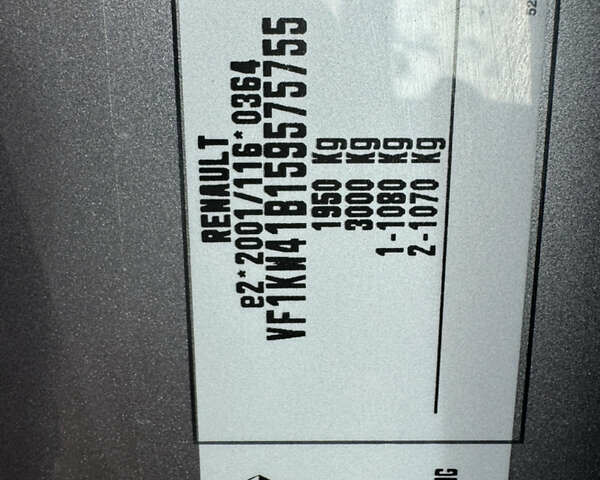 RENAULT
e2*2001/116*0364
VF1KW41B159575755
1950 Kg
3000 Kg
1-1080 Kg
2-1070 Kg